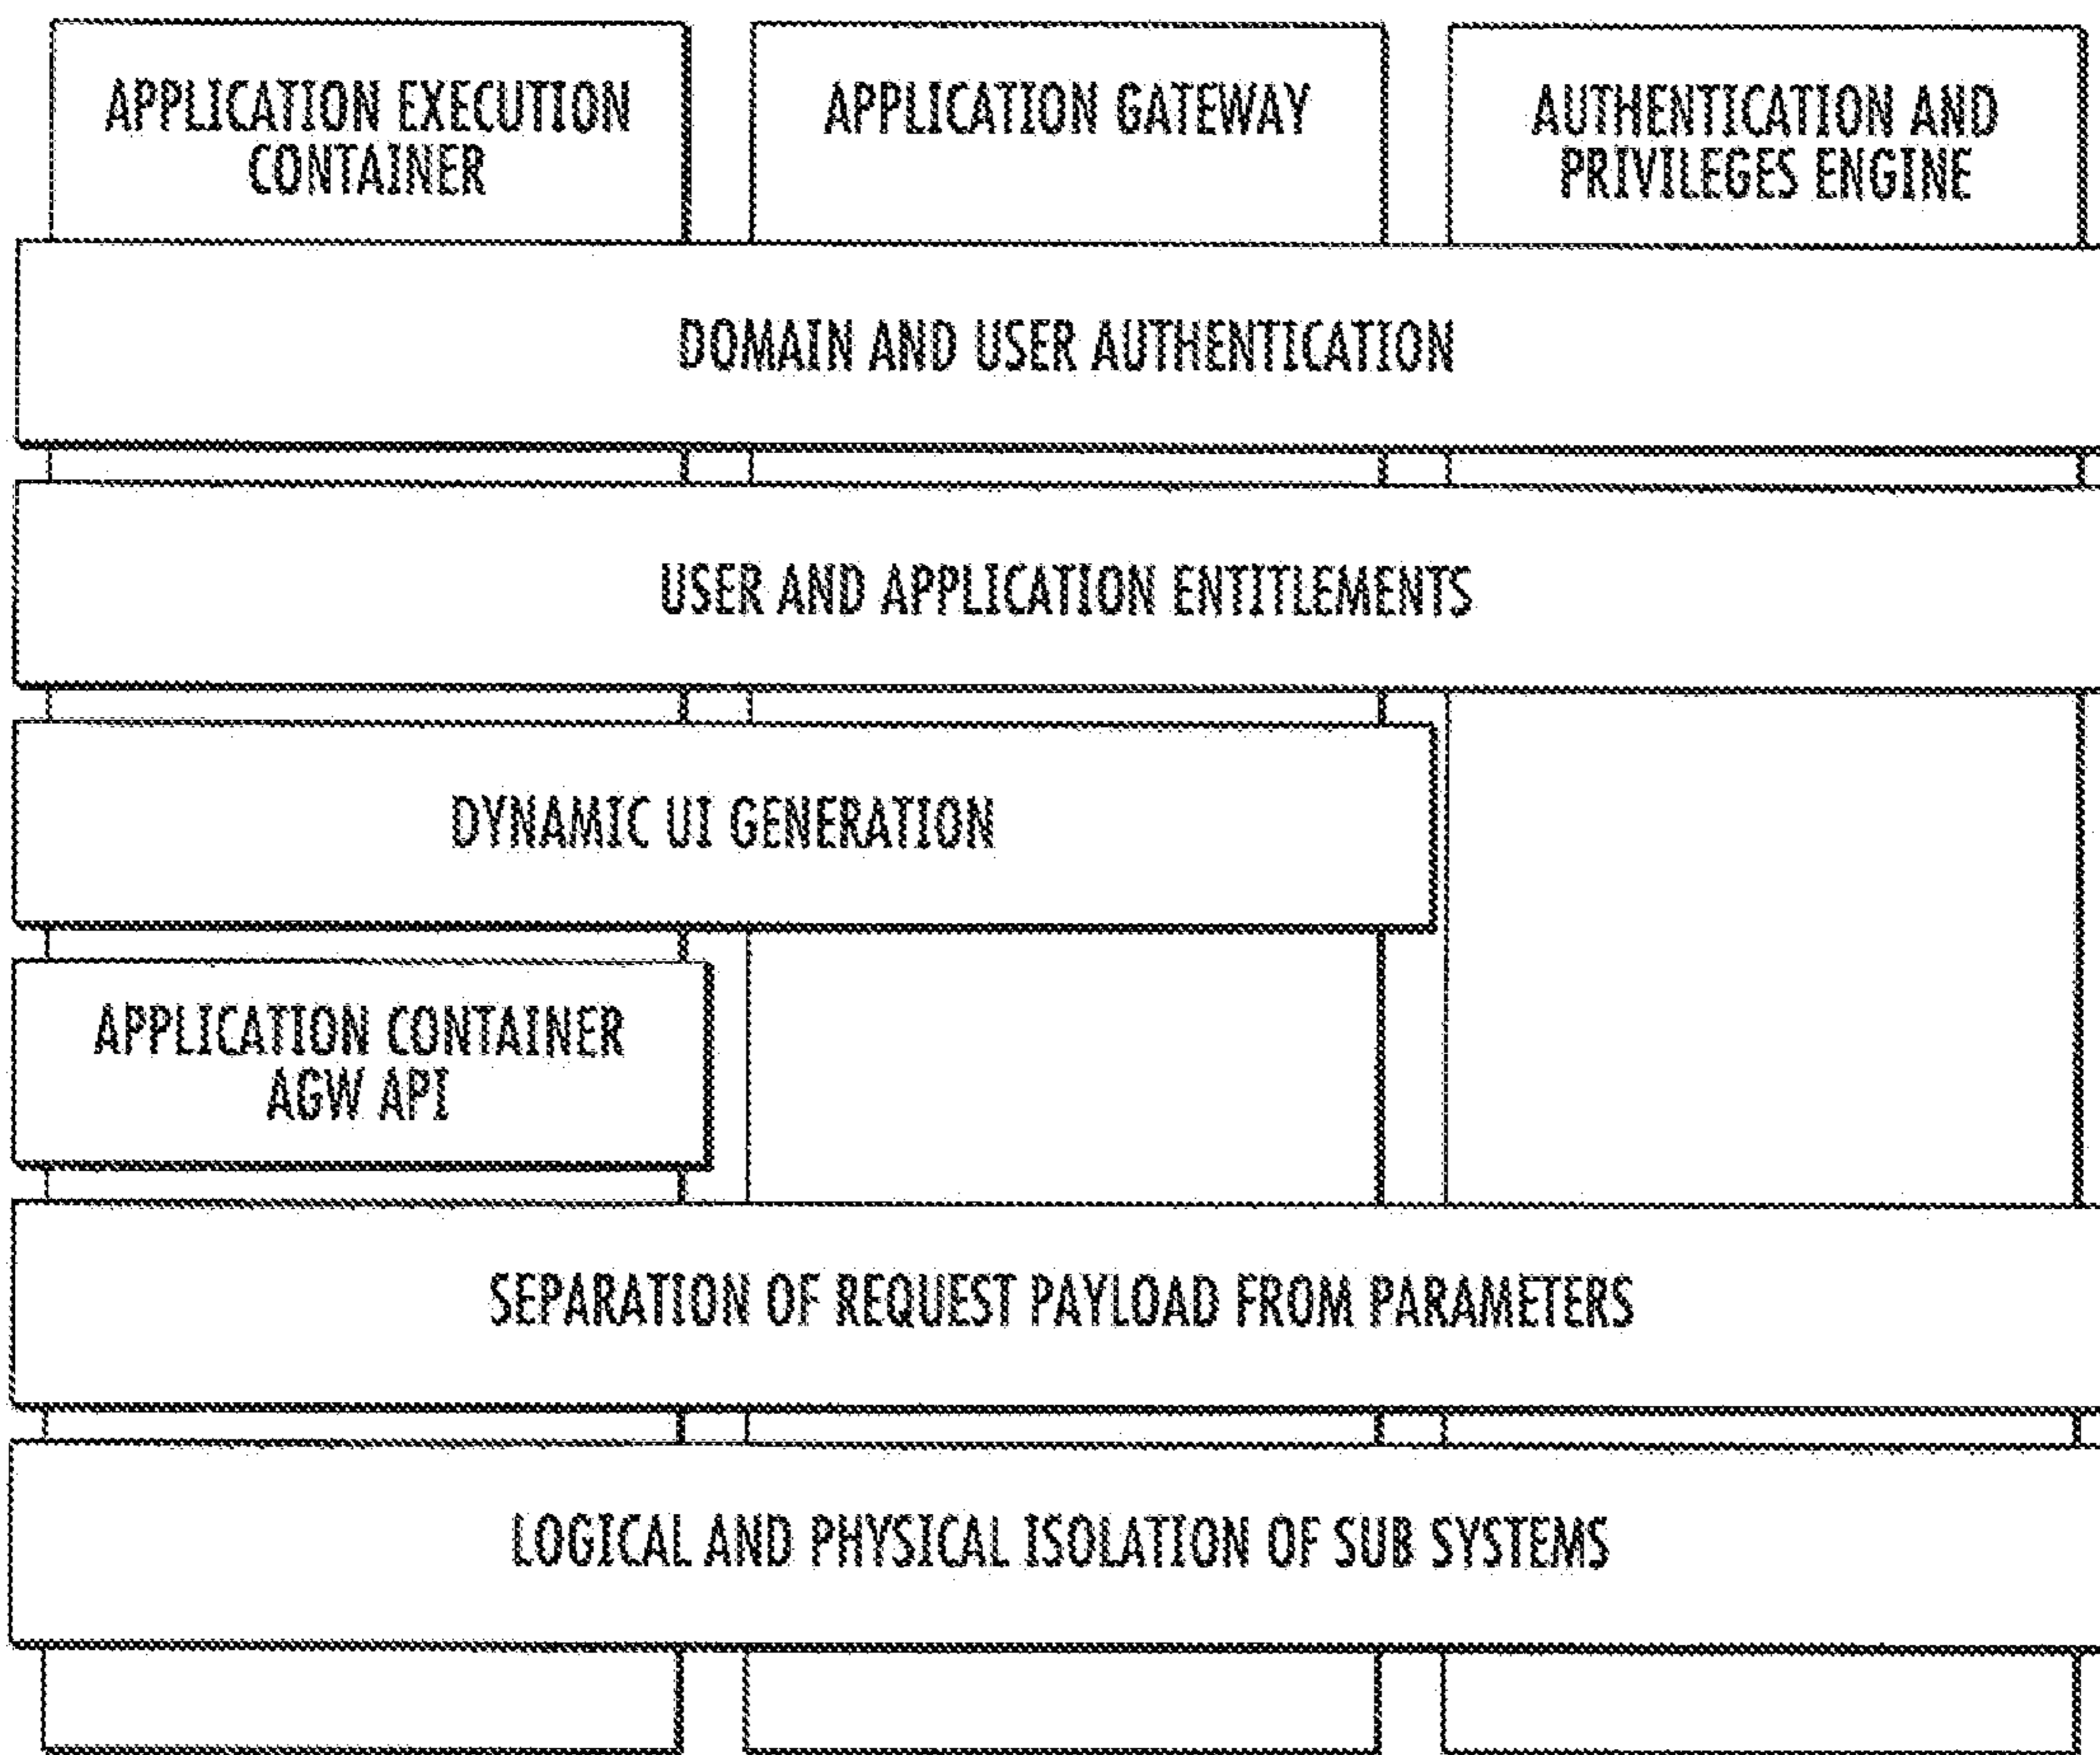 APPLICATION EXECUTION
CONTAINER
APPLICATION GATEWAY
AUTHENTICATION AND
PRIVILEGES ENGINE
DOMAIN AND USER AUTHENTICATION
USER AND APPLICATION ENTITLEMENTS
DYNAMIC UI GENERATION
APPLICATION CONTAINER
AGW API
SEPARATION OF REQUEST PAYLOAD FROM PARAMETERS
LOGICAL AND PHYSICAL ISOLATION OF SUB SYSTEMS